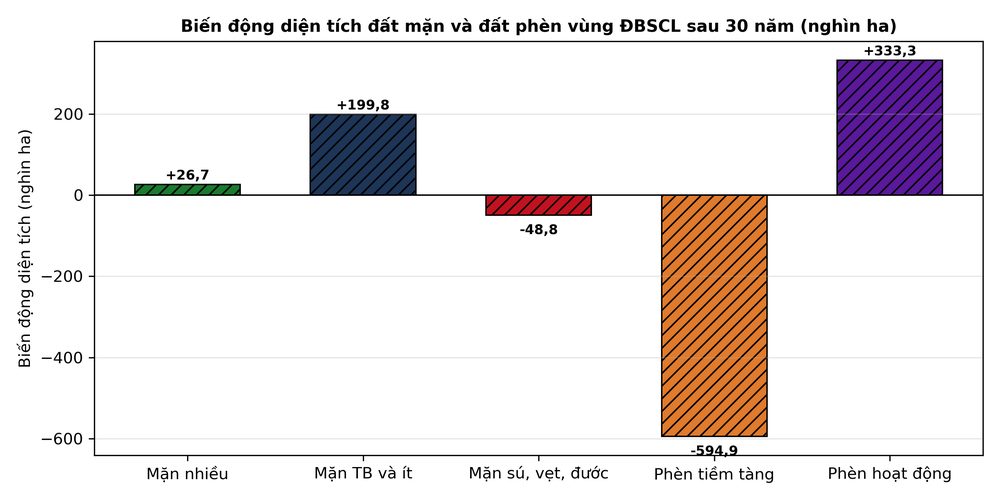 Biến động diện tích đất mặn và đất phèn vùng ĐBSCL sau 30 năm (nghìn ha)
Biến động diện tích (nghìn ha)
200
0
−200
−400
−600
+26,7
+199,8
-48,8
-594,9
+333,3
Mặn nhiều
Mặn TB và ít
Mặn sú, vẹt, đước
Phèn tiềm tàng
Phèn hoạt động